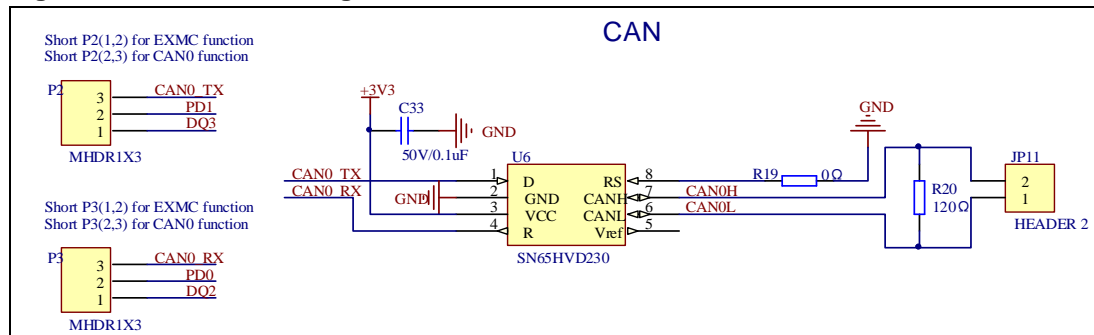 CAN
Short P2(1,2) for EXMC function
Short P2(2,3) for CAN0 function
P2
3 CAN0_TX
2 PD1
1 DQ3
MHDR1X3
Short P3(1,2) for EXMC function
Short P3(2,3) for CAN0 function
P3
3 CAN0_RX
2 PD0
1 DQ2
MHDR1X3
+3V3
C33
GND
50V/0.1uF
U6
CAN0_TX 1 D
CAN0_RX
GND 2 GND
3 VCC
4 R
RS 8
CANH 7 CAN0H
CANL 6 CAN0L
Vref 5
SN65HVD230
R19 0Ω
GND
R20
120Ω
JP11
2
1
HEADER 2